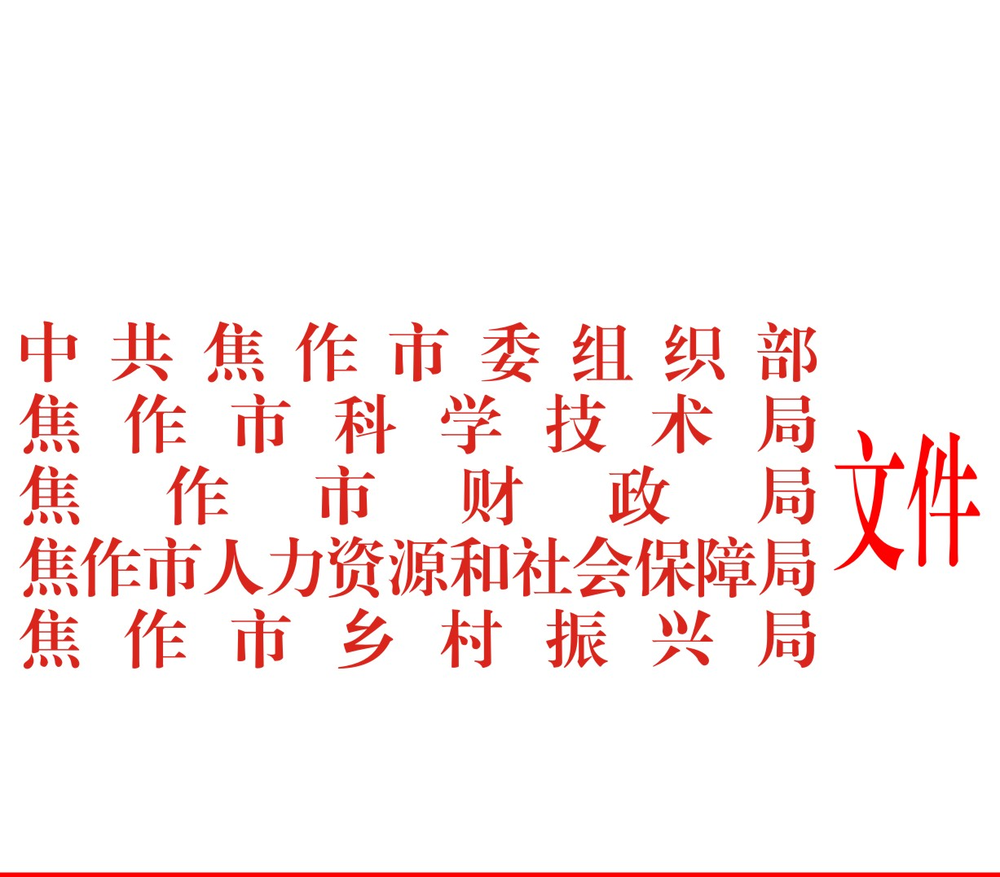 中共焦作市委组织部
焦作市科学技术局
焦作市财政局
焦作市人力资源和社会保障局
焦作市乡村振兴局
文件